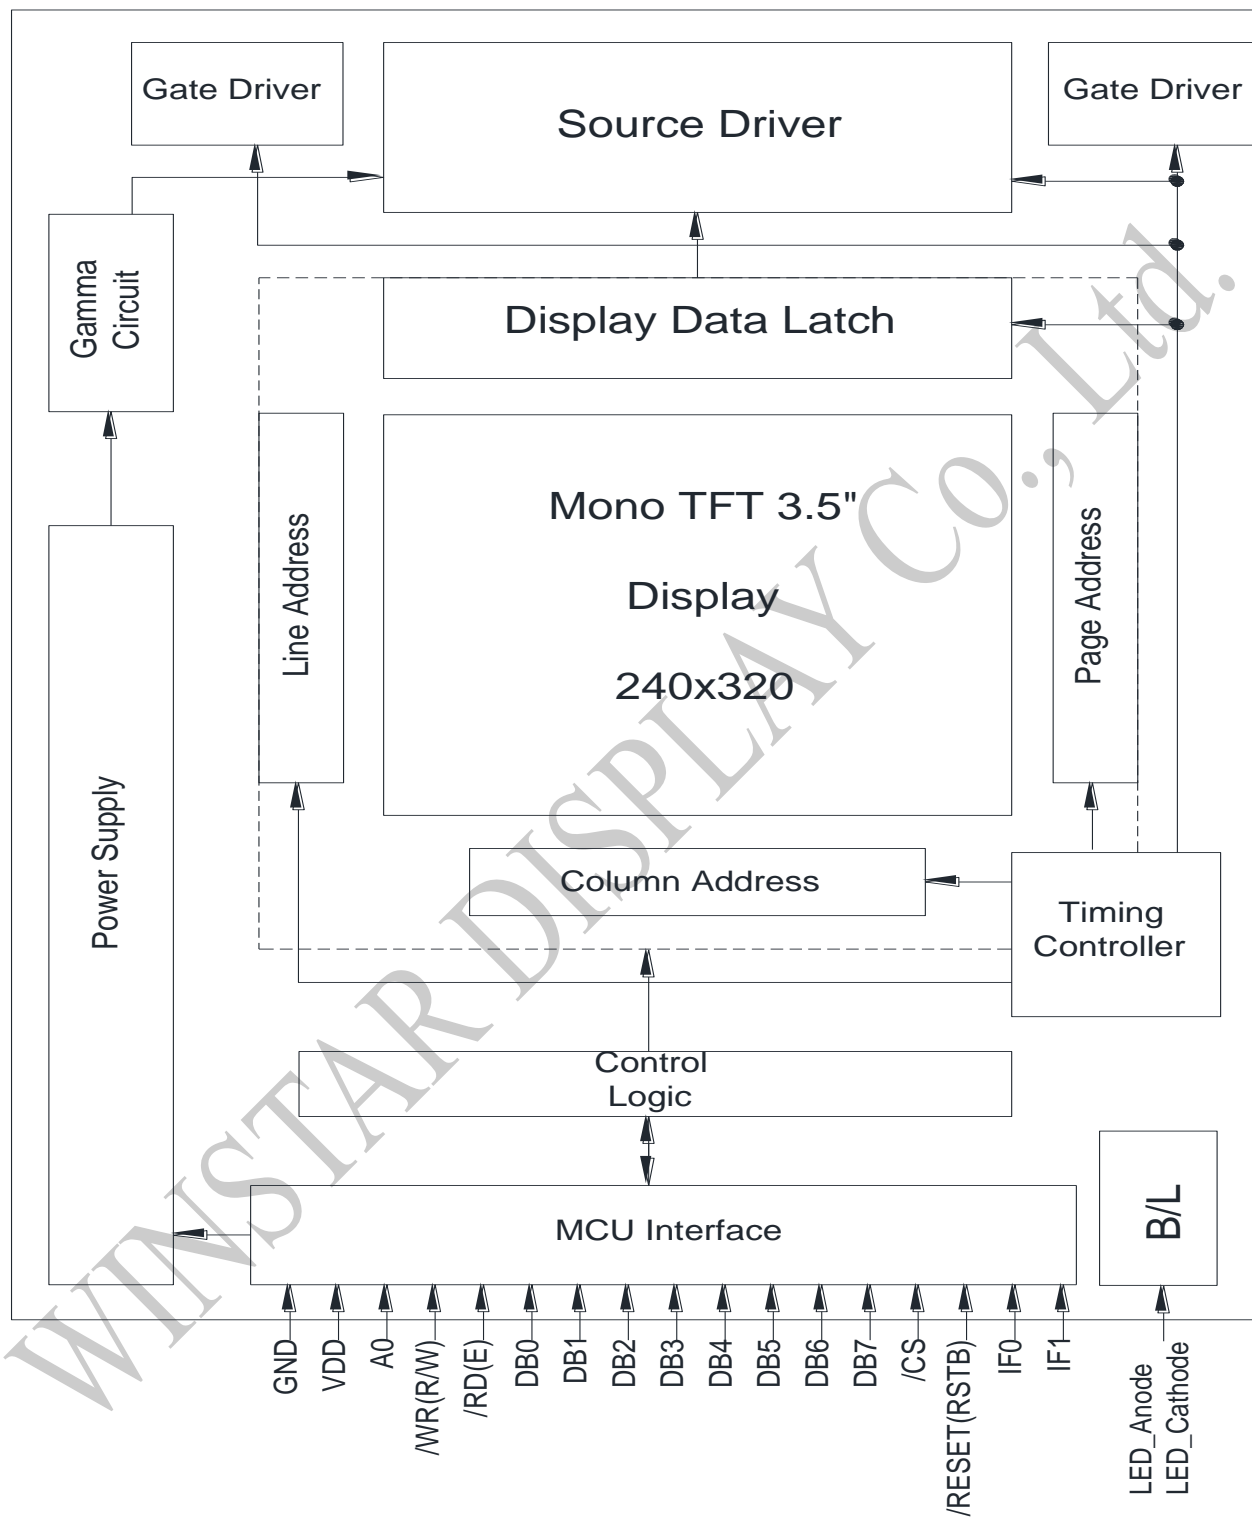 Gate Driver
Source Driver
Gate Driver
Gamma
Circuit
Display Data Latch
Line Address
Mono TFT 3.5"
Display
240x320
Page Address
Power Supply
Column Address
Timing
Controller
Control
Logic
MCU Interface
B/L
GND
VDD
A0
/WR(R/W)
/RD(E)
DB0
DB1
DB2
DB3
DB4
DB5
DB6
DB7
/CS
/RESET(RSTB)
IF0
IF1
LED_Anode
LED_Cathode
WINSTAR DISPLAY Co., Ltd.